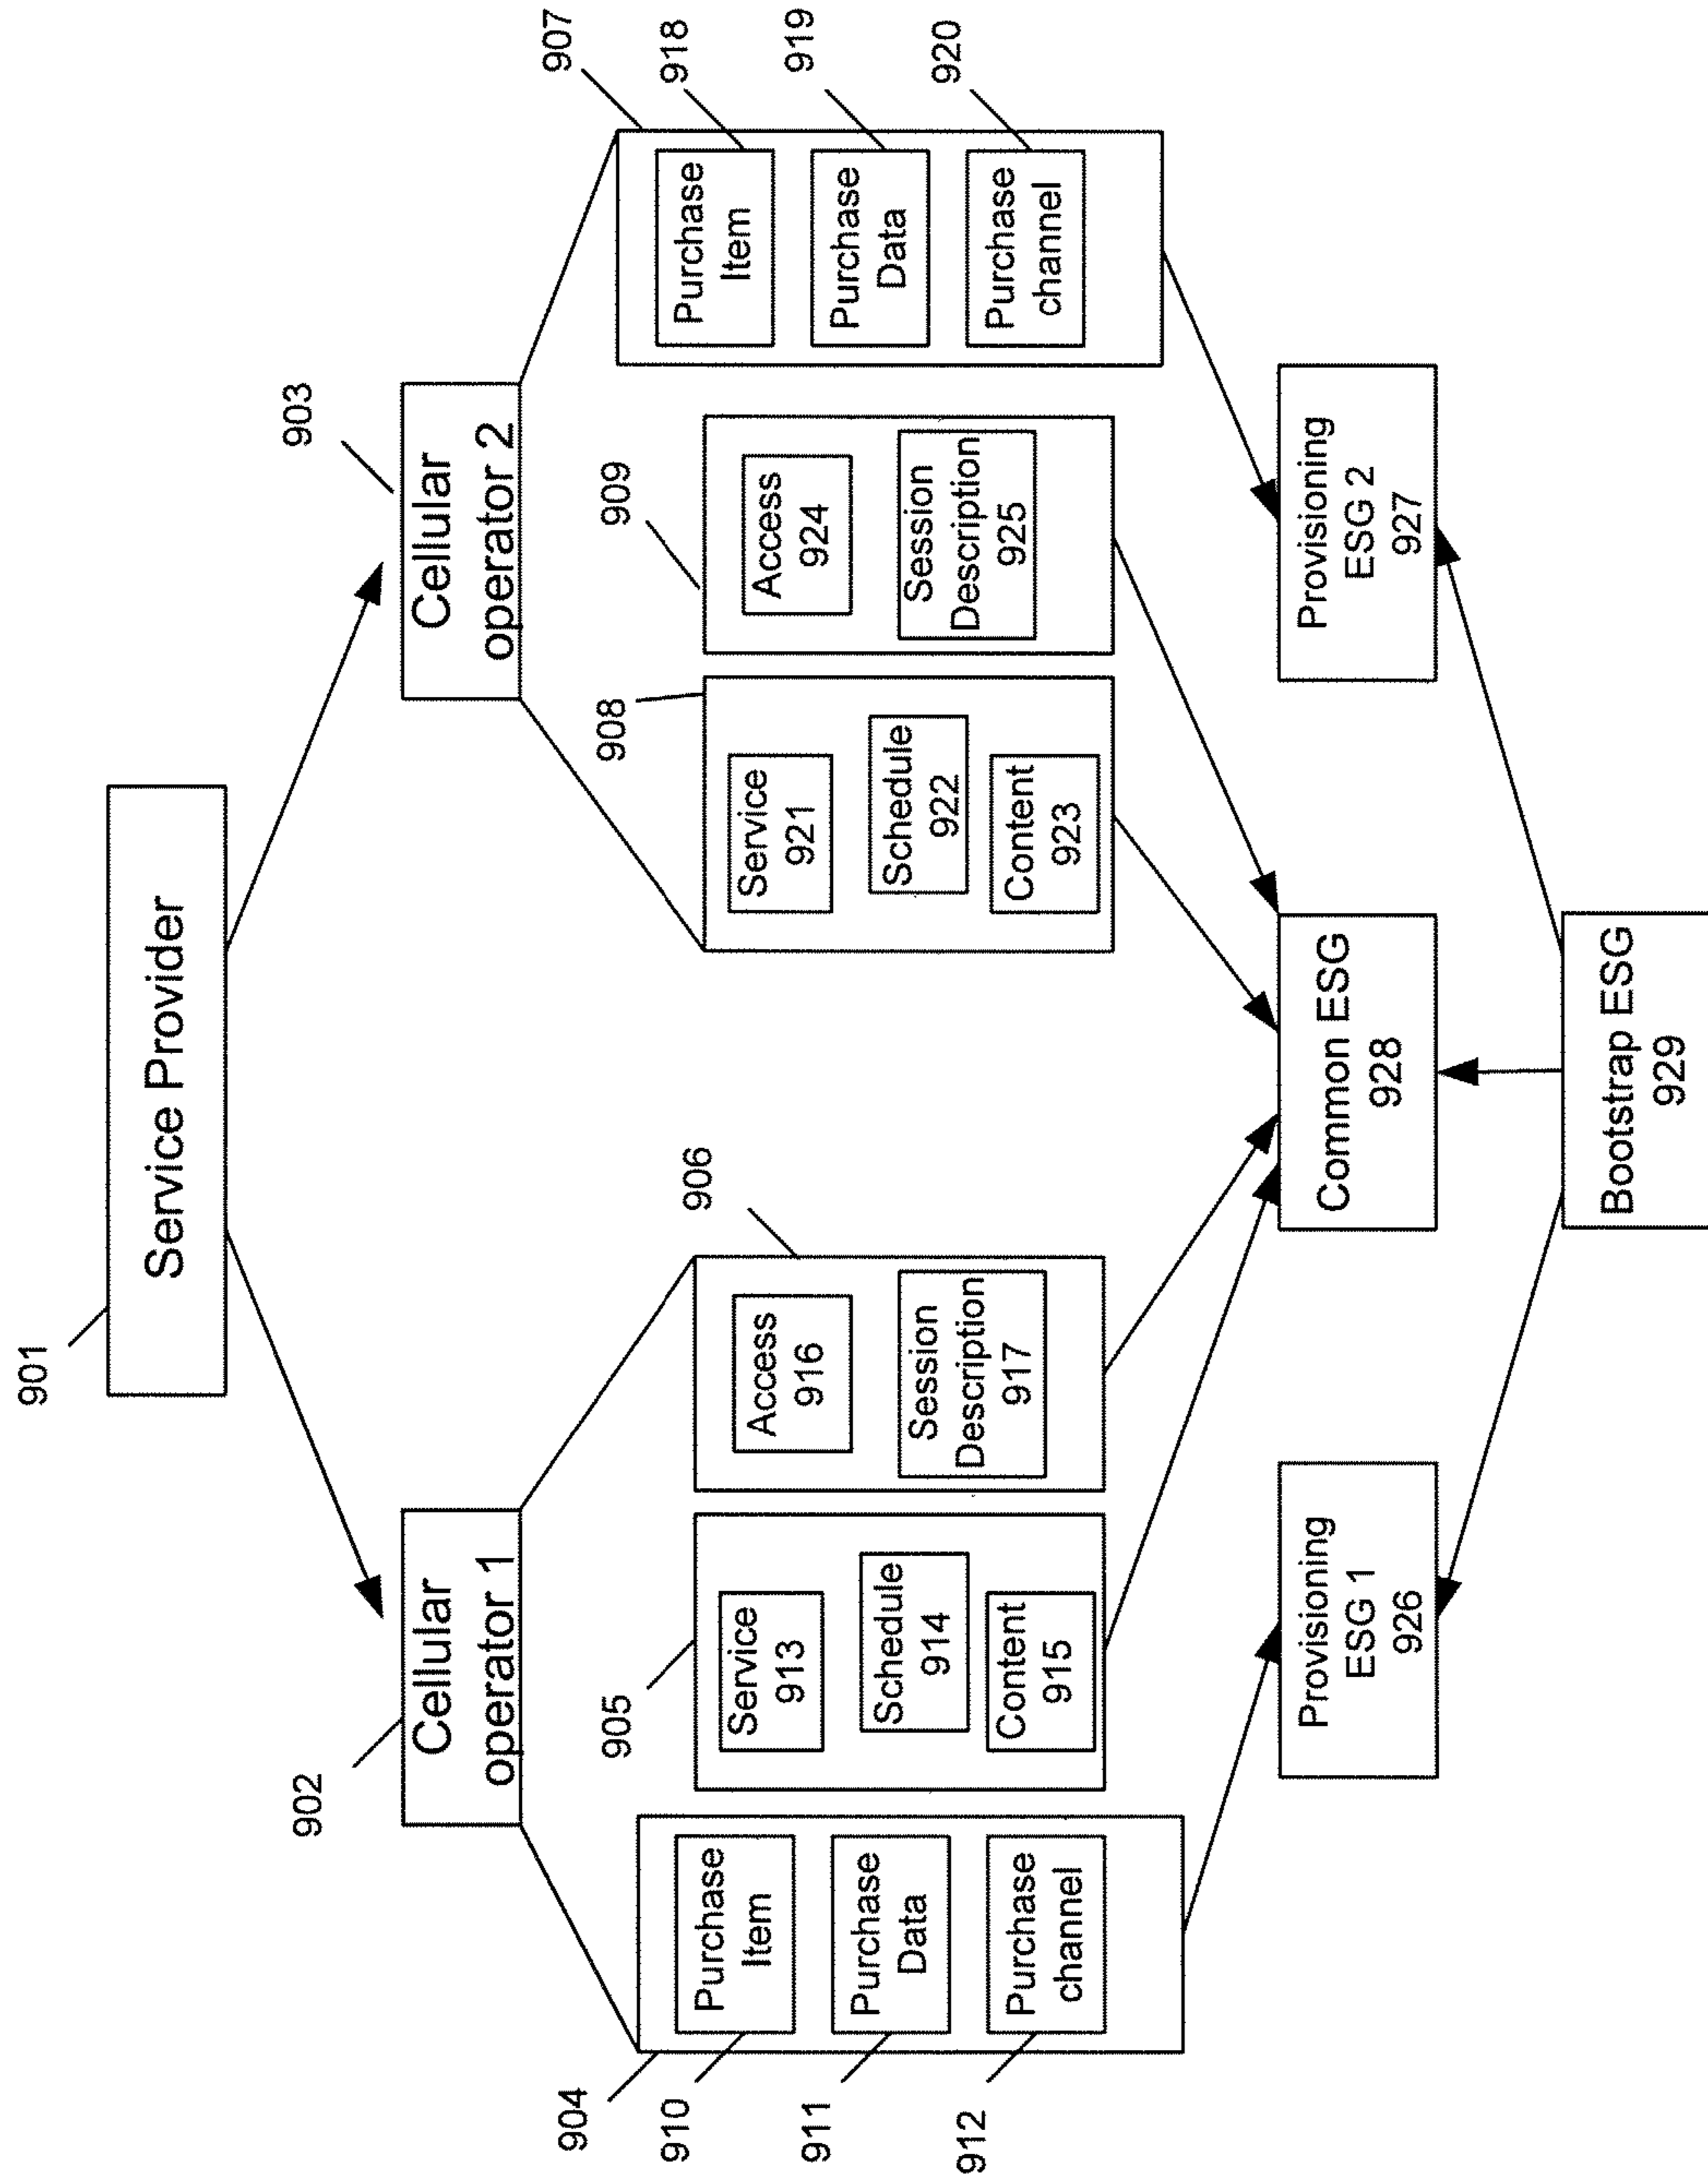 901
Service Provider
902
Cellular
operator 1
903
Cellular
operator 2
904
910
Purchase
Item
911
Purchase
Data
912
Purchase
channel
905
Service
913
Schedule
914
Content
915
906
Access
916
Session
Description
917
908
Service
921
Schedule
922
Content
923
909
Access
924
Session
Description
925
907
918
Purchase
Item
919
Purchase
Data
920
Purchase
channel
Provisioning
ESG 1
926
Common ESG
928
Provisioning
ESG 2
927
Bootstrap ESG
929